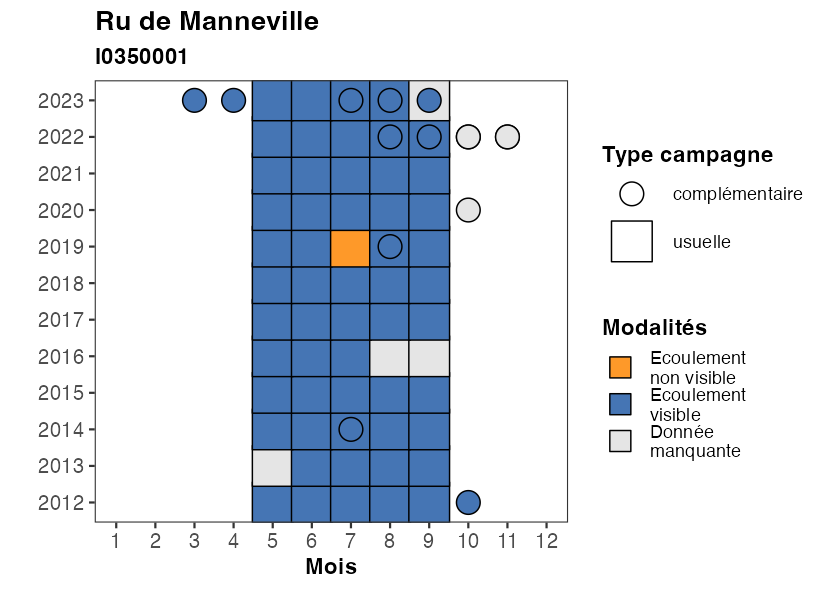 Ru de Manneville
I0350001
2023
2022
2021
2020
2019
2018
2017
2016
2015
2014
2013
2012
1 2 3 4 5 6 7 8 9 10 11 12
Mois
Type campagne
complémentaire
usuelle
Modalités
Ecoulement
non visible
Ecoulement
visible
Donnée
manquante